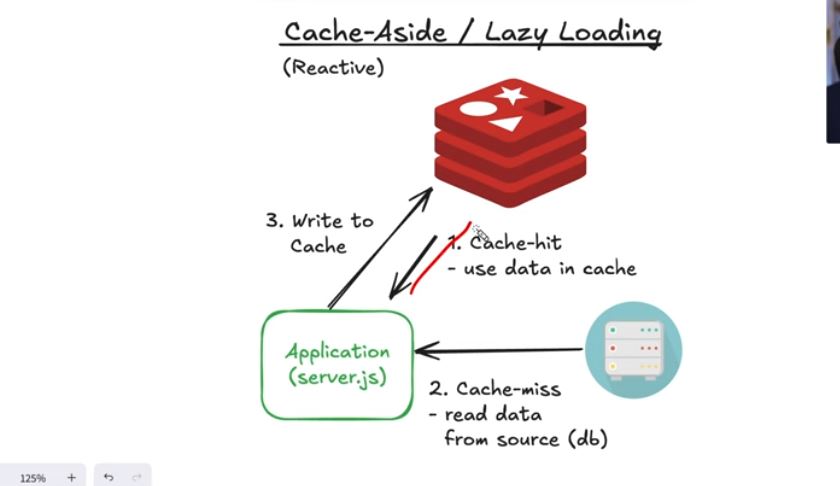 Cache-Aside / Lazy Loading
(Reactive)
3. Write to
Cache
1. Cache-hit
- use data in cache
Application
(server.js)
2. Cache-miss
- read data
from source (db)
125%